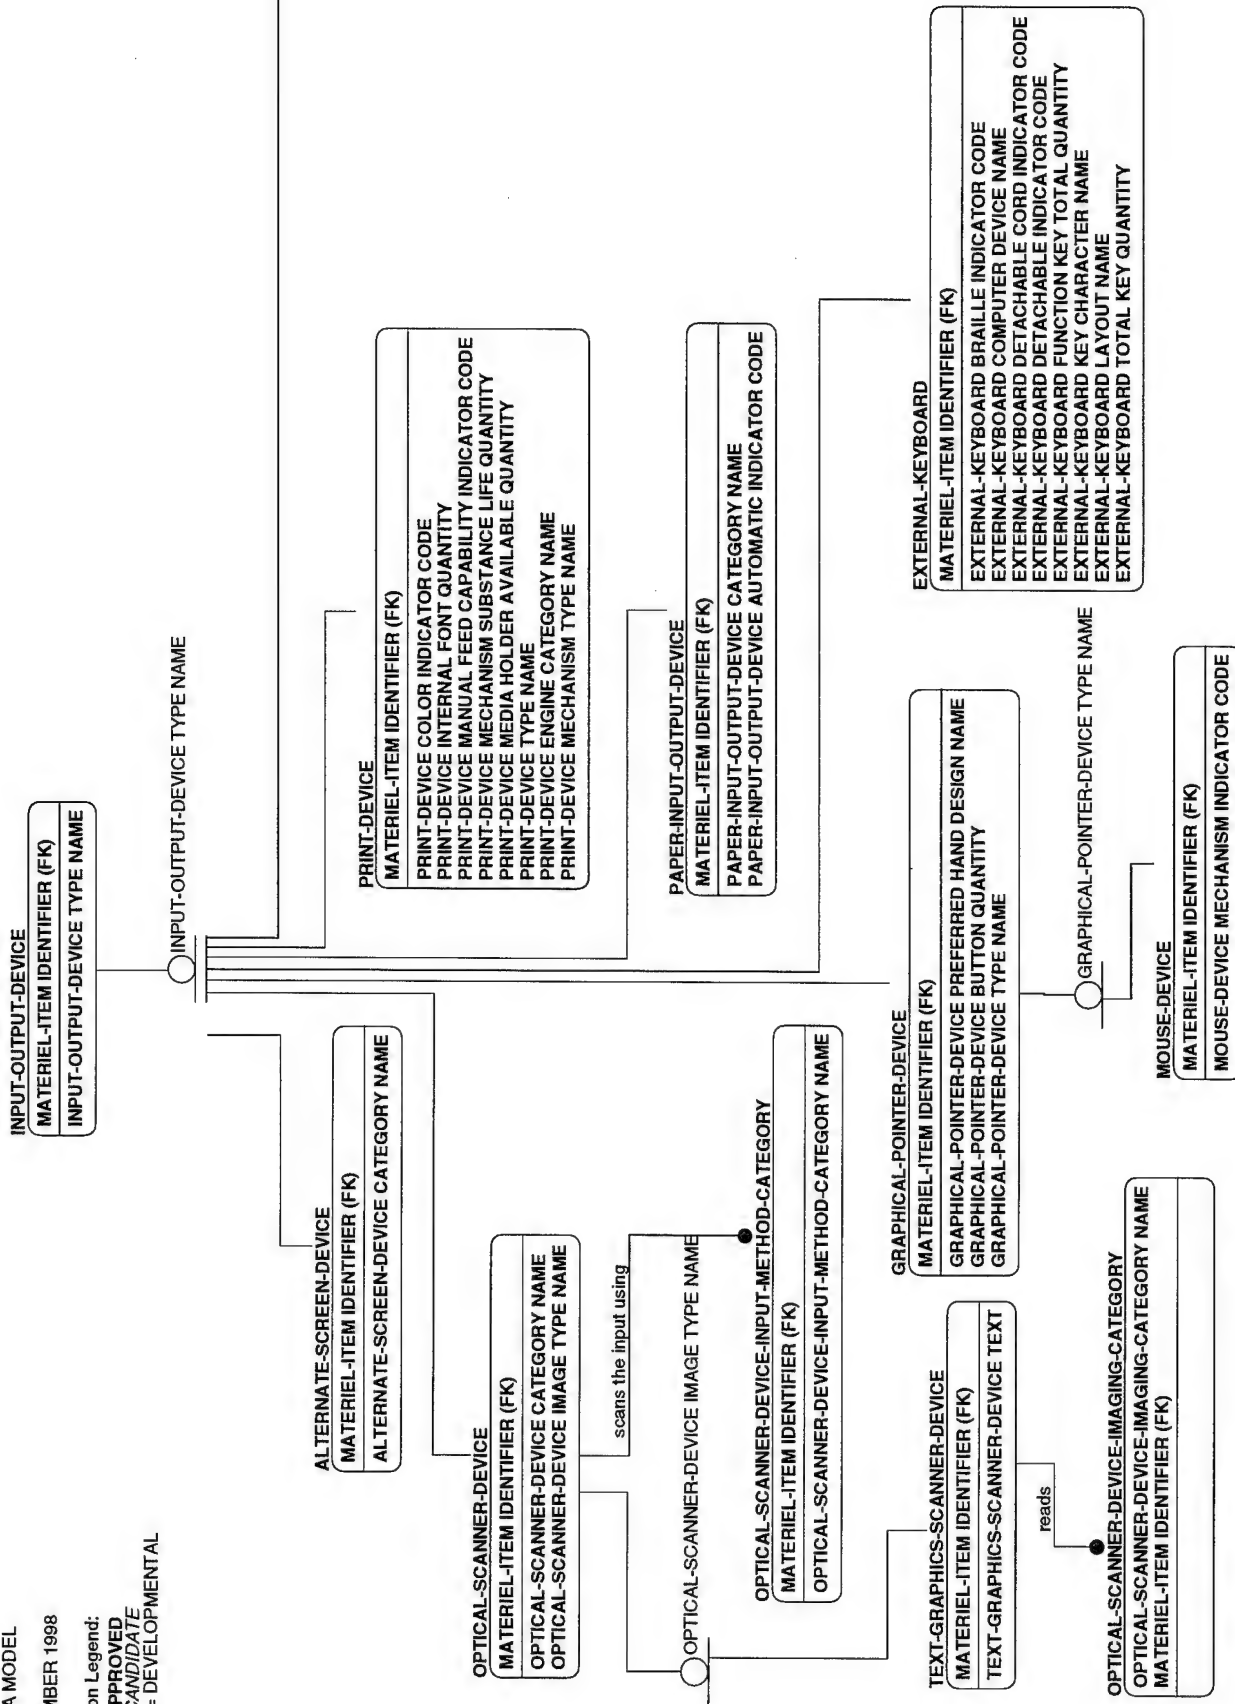 A MODEL
MBER 1998
on Legend:
PPROVED
CANDIDATE
= DEVELOPMENTAL
INPUT-OUTPUT-DEVICE
MATERIEL-ITEM IDENTIFIER (FK)
INPUT-OUTPUT-DEVICE TYPE NAME
INPUT-OUTPUT-DEVICE TYPE NAME
ALTERNATE-SCREEN-DEVICE
MATERIEL-ITEM IDENTIFIER (FK)
ALTERNATE-SCREEN-DEVICE CATEGORY NAME
PRINT-DEVICE
MATERIEL-ITEM IDENTIFIER (FK)
PRINT-DEVICE COLOR INDICATOR CODE
PRINT-DEVICE INTERNAL FONT QUANTITY
PRINT-DEVICE MANUAL FEED CAPABILITY INDICATOR CODE
PRINT-DEVICE MECHANISM SUBSTANCE LIFE QUANTITY
PRINT-DEVICE MEDIA HOLDER AVAILABLE QUANTITY
PRINT-DEVICE TYPE NAME
PRINT-DEVICE ENGINE CATEGORY NAME
PRINT-DEVICE MECHANISM TYPE NAME
OPTICAL-SCANNER-DEVICE
MATERIEL-ITEM IDENTIFIER (FK)
OPTICAL-SCANNER-DEVICE CATEGORY NAME
OPTICAL-SCANNER-DEVICE IMAGE TYPE NAME
scans the input using
OPTICAL-SCANNER-DEVICE IMAGE TYPE NAME
PAPER-INPUT-OUTPUT-DEVICE
MATERIEL-ITEM IDENTIFIER (FK)
PAPER-INPUT-OUTPUT-DEVICE CATEGORY NAME
PAPER-INPUT-OUTPUT-DEVICE AUTOMATIC INDICATOR CODE
OPTICAL-SCANNER-DEVICE-INPUT-METHOD-CATEGORY
MATERIEL-ITEM IDENTIFIER (FK)
OPTICAL-SCANNER-DEVICE-INPUT-METHOD-CATEGORY NAME
GRAPHICAL-POINTER-DEVICE
MATERIEL-ITEM IDENTIFIER (FK)
GRAPHICAL-POINTER-DEVICE PREFERRED HAND DESIGN NAME
GRAPHICAL-POINTER-DEVICE BUTTON QUANTITY
GRAPHICAL-POINTER-DEVICE TYPE NAME
EXTERNAL-KEYBOARD
MATERIEL-ITEM IDENTIFIER (FK)
EXTERNAL-KEYBOARD BRAILLE INDICATOR CODE
EXTERNAL-KEYBOARD COMPUTER DEVICE NAME
EXTERNAL-KEYBOARD DETACHABLE CORD INDICATOR CODE
EXTERNAL-KEYBOARD DETACHABLE INDICATOR CODE
EXTERNAL-KEYBOARD FUNCTION KEY TOTAL QUANTITY
EXTERNAL-KEYBOARD KEY CHARACTER NAME
EXTERNAL-KEYBOARD LAYOUT NAME
EXTERNAL-KEYBOARD TOTAL KEY QUANTITY
TEXT-GRAPHICS-SCANNER-DEVICE
MATERIEL-ITEM IDENTIFIER (FK)
TEXT-GRAPHICS-SCANNER-DEVICE TEXT
reads
GRAPHICAL-POINTER-DEVICE TYPE NAME
OPTICAL-SCANNER-DEVICE-IMAGING-CATEGORY
OPTICAL-SCANNER-DEVICE-IMAGING-CATEGORY NAME
MATERIEL-ITEM IDENTIFIER (FK)
MOUSE-DEVICE
MATERIEL-ITEM IDENTIFIER (FK)
MOUSE-DEVICE MECHANISM INDICATOR CODE